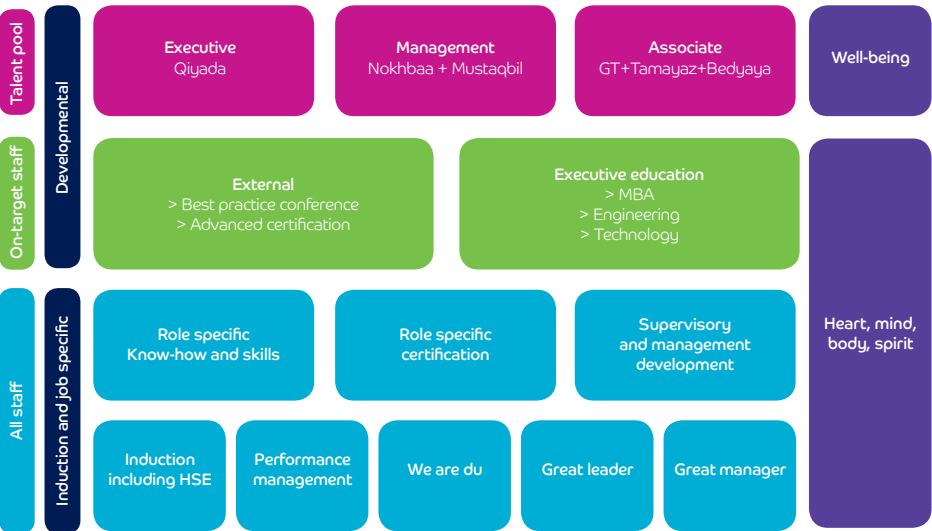 Talent pool
Developmental
Executive
Qiyada
Management
Nokhbaa + Mustaqbil
Associate
GT+Tamayaz+Bedyaya
Well-being
On-target staff
External
> Best practice conference
> Advanced certification
Executive education
> MBA
> Engineering
> Technology
Heart, mind,
body, spirit
All staff
Induction and job specific
Role specific
Know-how and skills
Role specific
certification
Supervisory
and management
development
Induction
including HSE
Performance
management
We are du
Great leader
Great manager